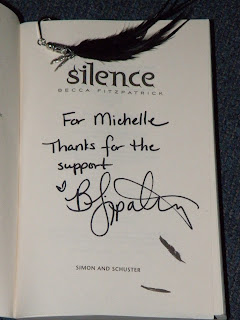 silence
BECCA FITZPATRICK
For Michelle
Thanks for the
support
SIMON AND SCHUSTER